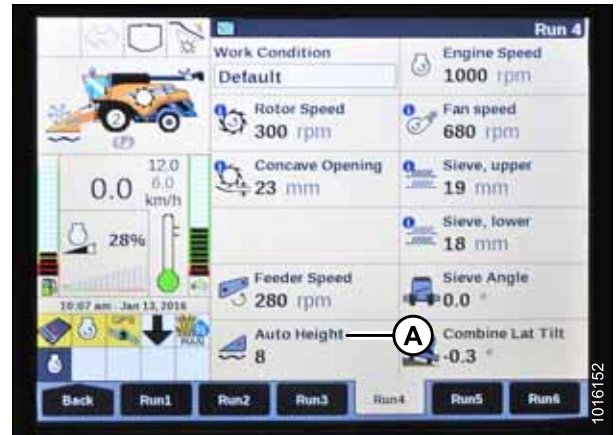 Run 4
Work Condition
Default
Engine Speed
1000 rpm
Rotor Speed
300 rpm
Fan speed
680 rpm
Concave Opening
23 mm
Sieve, upper
19 mm
Sieve, lower
18 mm
Feeder Speed
280 rpm
Sieve Angle
0.0 °
Auto Height
8
A
Combine Lat Tilt
-0.3 °
2
(P)
0.0
12.0
6.0
km/h
28%
10:07 am Jan 13, 2016
GPS
MAN
Back
Run1
Run2
Run3
Run4
Run5
Run6
1016152